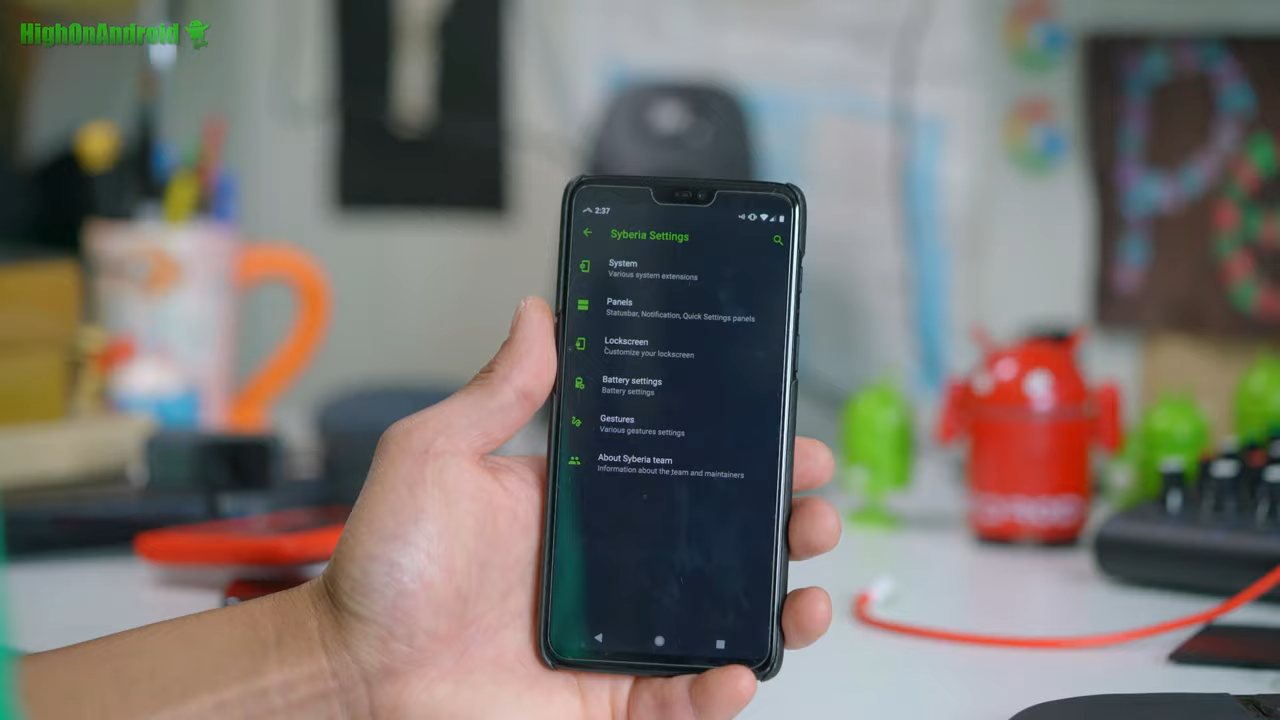 HighOnAndroid
2:37
Syberia Settings
System
Various system extensions
Panels
Statusbar, Notification, Quick Settings panels
Lockscreen
Customize your lockscreen
Battery settings
Battery settings
Gestures
Various gestures settings
About Syberia team
Information about the team and maintainers